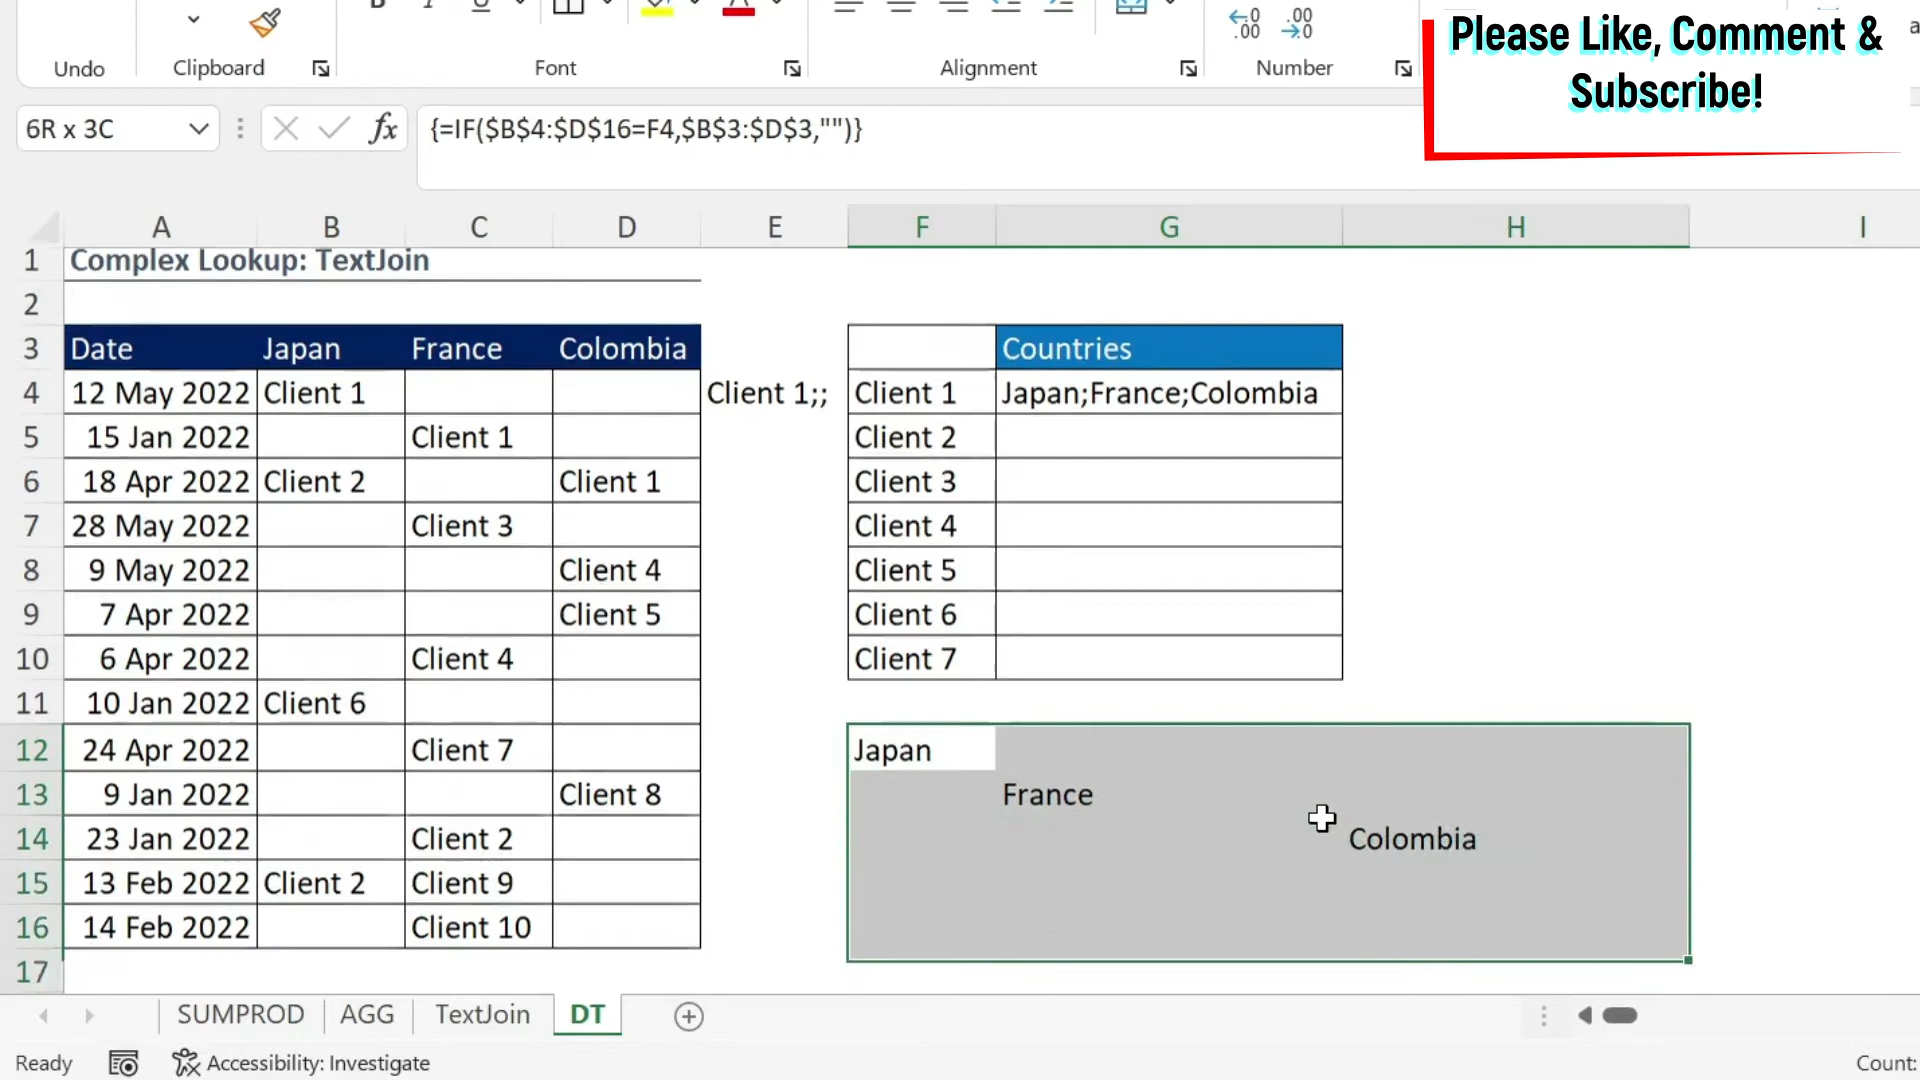 Please Like, Comment &
Subscribe!
Undo
Clipboard
Font
Alignment
Number
6R x 3C
fx
{=IF($B$4:$D$16=F4,$B$3:$D$3,"")}
A B C D E F G H I
1 Complex Lookup: TextJoin
2
3 Date Japan France Colombia Countries
4 12 May 2022 Client 1 Client 1;; Client 1 Japan;France;Colombia
5 15 Jan 2022 Client 1 Client 2
6 18 Apr 2022 Client 2 Client 1 Client 3
7 28 May 2022 Client 3 Client 4
8 9 May 2022 Client 4 Client 5
9 7 Apr 2022 Client 5 Client 6
10 6 Apr 2022 Client 4 Client 7
11 10 Jan 2022 Client 6
12 24 Apr 2022 Client 7 Japan
13 9 Jan 2022 Client 8 France
14 23 Jan 2022 Client 2 Colombia
15 13 Feb 2022 Client 2 Client 9
16 14 Feb 2022 Client 10
17
SUMPROD AGG TextJoin DT
Ready Accessibility: Investigate Count: